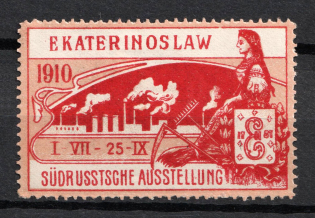 EKATERINOSLAW
1910
I VII - 25-IX
SÜDRUSSTSCHE AUSSTELLUNG